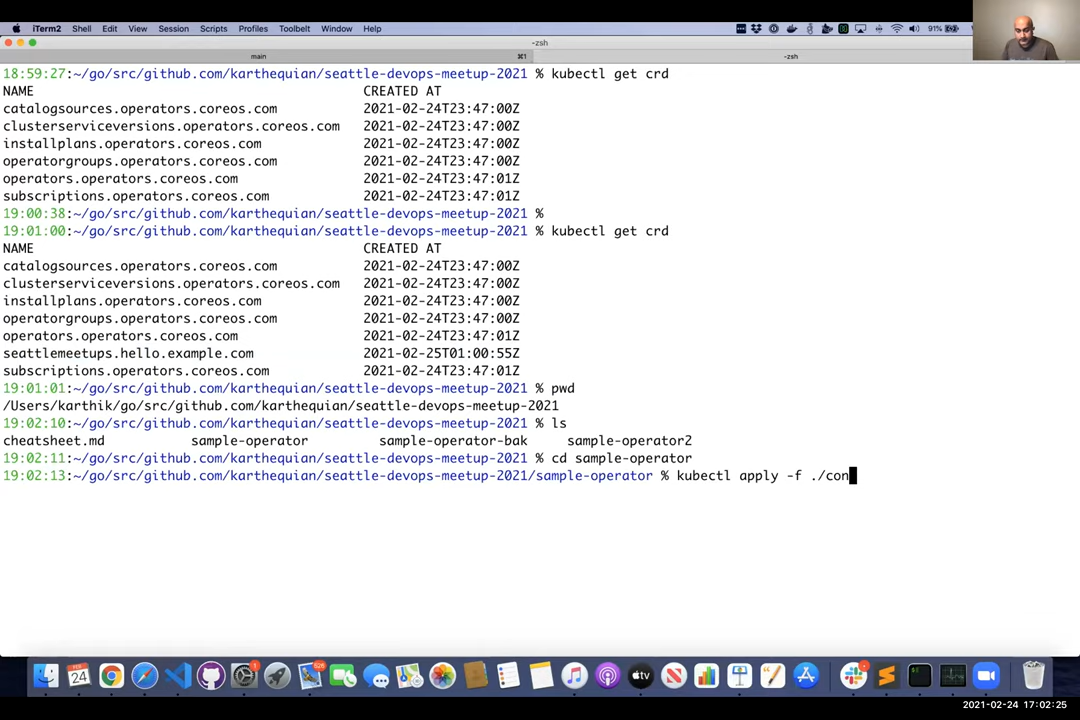 iTerm2 Shell Edit View Session Scripts Profiles Toolbelt Window Help 91%
-zsh
main ⌘1 -zsh
18:59:27:~/go/src/github.com/karthequian/seattle-devops-meetup-2021 % kubectl get crd
NAME CREATED AT
catalogsources.operators.coreos.com 2021-02-24T23:47:00Z
clusterserviceversions.operators.coreos.com 2021-02-24T23:47:00Z
installplans.operators.coreos.com 2021-02-24T23:47:00Z
operatorgroups.operators.coreos.com 2021-02-24T23:47:00Z
operators.operators.coreos.com 2021-02-24T23:47:01Z
subscriptions.operators.coreos.com 2021-02-24T23:47:01Z
19:00:38:~/go/src/github.com/karthequian/seattle-devops-meetup-2021 %
19:01:00:~/go/src/github.com/karthequian/seattle-devops-meetup-2021 % kubectl get crd
NAME CREATED AT
catalogsources.operators.coreos.com 2021-02-24T23:47:00Z
clusterserviceversions.operators.coreos.com 2021-02-24T23:47:00Z
installplans.operators.coreos.com 2021-02-24T23:47:00Z
operatorgroups.operators.coreos.com 2021-02-24T23:47:00Z
operators.operators.coreos.com 2021-02-24T23:47:01Z
seattlemeetups.hello.example.com 2021-02-25T01:00:55Z
subscriptions.operators.coreos.com 2021-02-24T23:47:01Z
19:01:01:~/go/src/github.com/karthequian/seattle-devops-meetup-2021 % pwd
/Users/karthik/go/src/github.com/karthequian/seattle-devops-meetup-2021
19:02:10:~/go/src/github.com/karthequian/seattle-devops-meetup-2021 % ls
cheatsheet.md sample-operator sample-operator-bak sample-operator2
19:02:11:~/go/src/github.com/karthequian/seattle-devops-meetup-2021 % cd sample-operator
19:02:13:~/go/src/github.com/karthequian/seattle-devops-meetup-2021/sample-operator % kubectl apply -f ./con
24 tv
2021-02-24 17:02:25